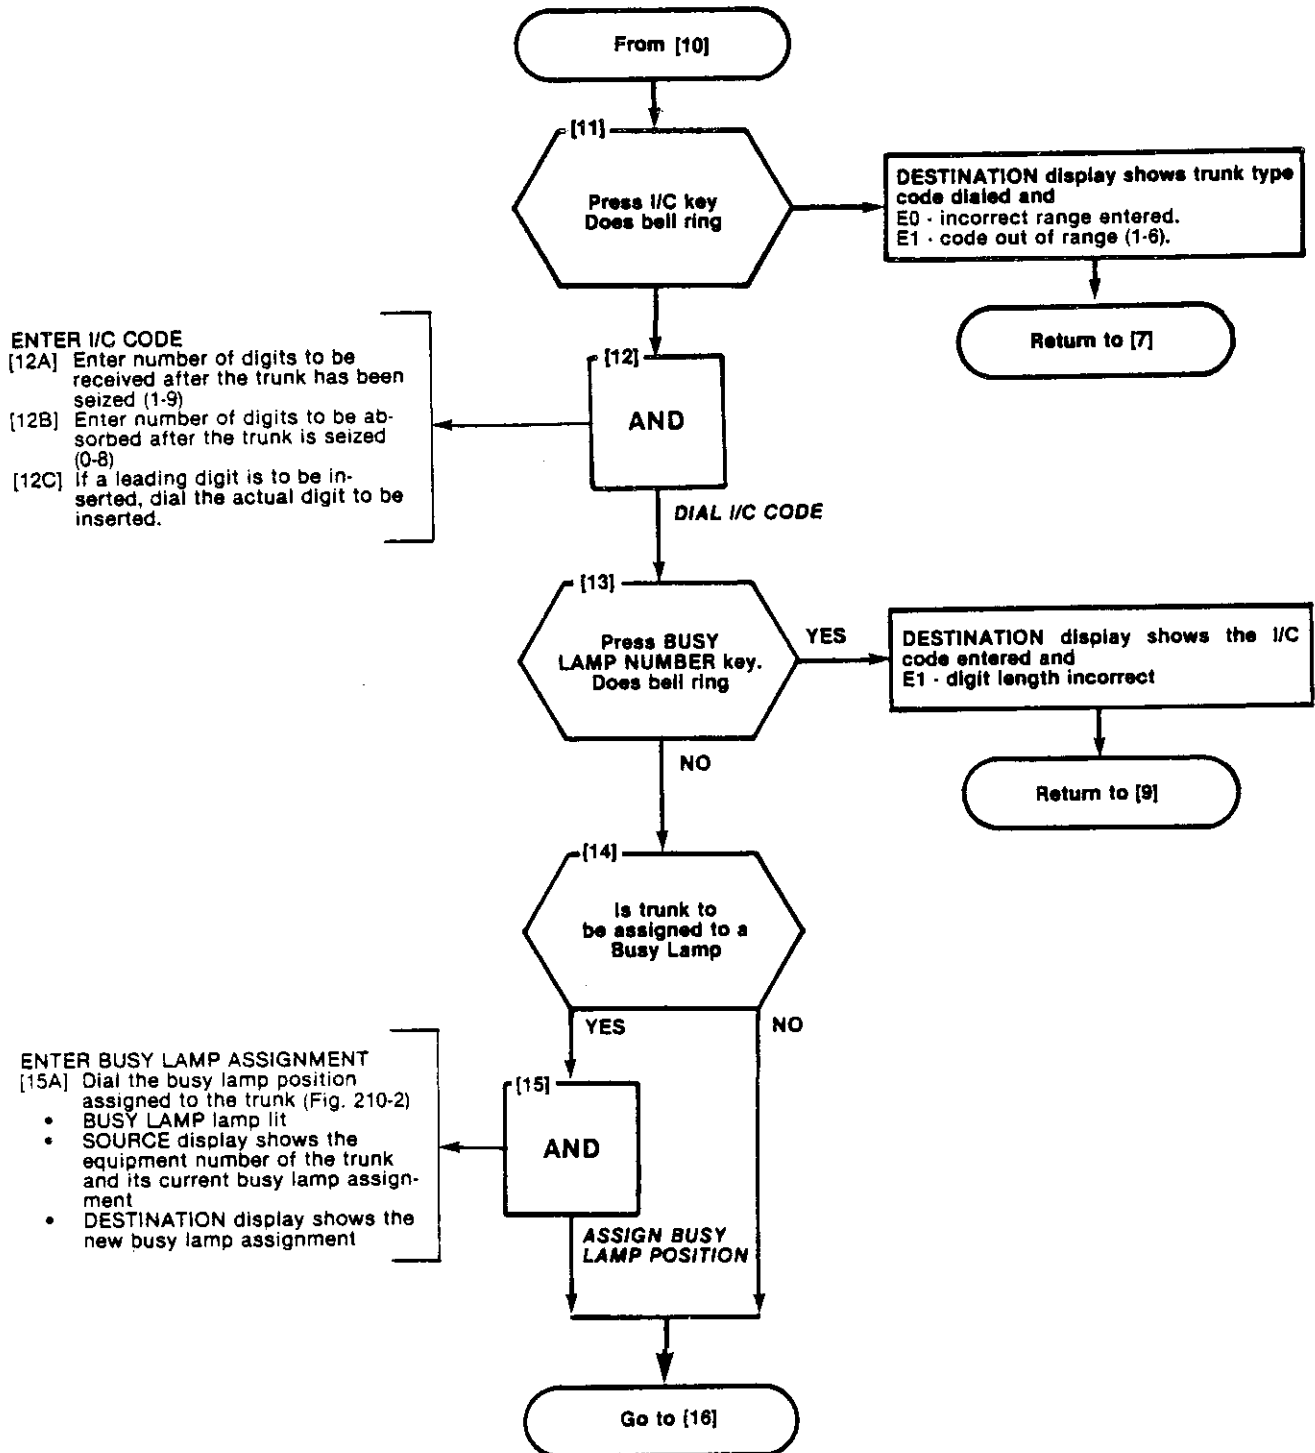 From [10]
[11]
Press I/C key
Does bell ring
DESTINATION display shows trunk type
code dialed and
E0 - incorrect range entered.
E1 - code out of range (1-6).
Return to [7]
ENTER I/C CODE
[12A] Enter number of digits to be
received after the trunk has been
seized (1-9)
[12B] Enter number of digits to be ab-
sorbed after the trunk is seized
(0-8)
[12C] If a leading digit is to be in-
serted, dial the actual digit to be
inserted.
[12]
AND
DIAL I/C CODE
[13]
Press BUSY
LAMP NUMBER key.
Does bell ring
YES
DESTINATION display shows the I/C
code entered and
E1 - digit length incorrect
NO
Return to [9]
[14]
Is trunk to
be assigned to a
Busy Lamp
YES
NO
ENTER BUSY LAMP ASSIGNMENT
[15A] Dial the busy lamp position
assigned to the trunk (Fig. 210-2)
• BUSY LAMP lamp lit
• SOURCE display shows the
equipment number of the trunk
and its current busy lamp assign-
ment
• DESTINATION display shows the
new busy lamp assignment
[15]
AND
ASSIGN BUSY
LAMP POSITION
Go to [16]